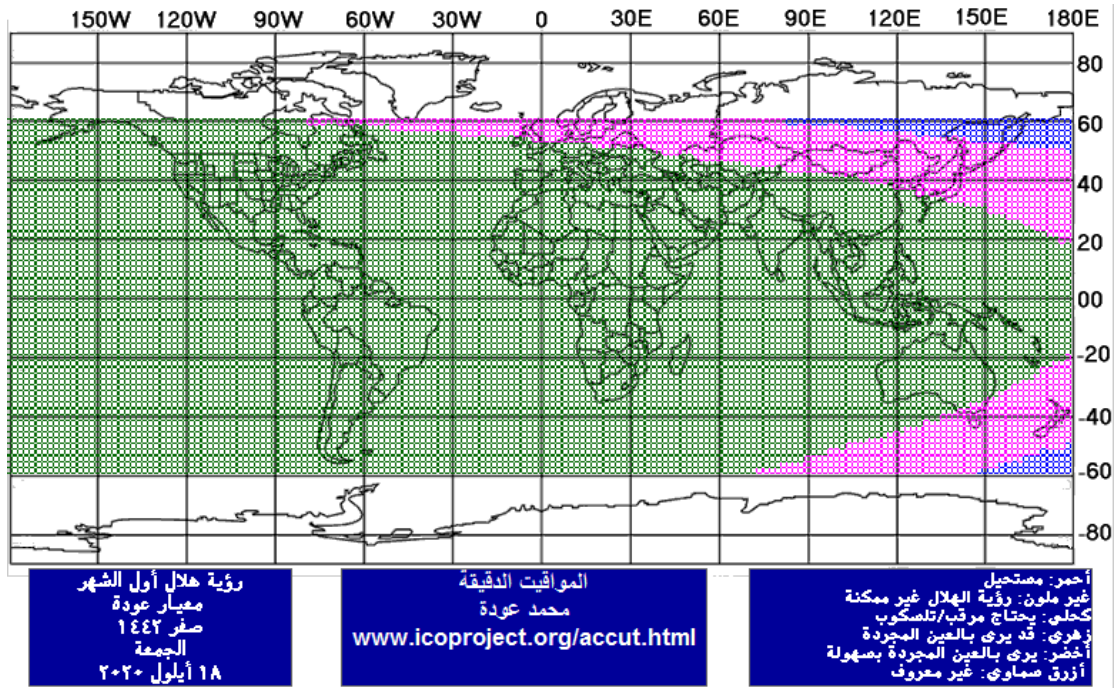 150W 120W 90W 60W 30W 0 30E 60E 90E 120E 150E 180E
80
60
40
20
00
-20
-40
-60
-80
رؤية هلال أول الشهر
معيار عودة
صفر ١٤٤٢
الجمعة
١٨ أيلول ٢٠٢٠
المواقيت الدقيقة
محمد عودة
www.icoproject.org/accut.html
أحمر: مستحيل
غير ملون: رؤية الهلال غير ممكنة
كحلي: يحتاج مرقب/تلسكوب
زهري: قد يرى بالعين المجردة
أخضر: يرى بالعين المجردة بسهولة
أزرق سماوي: غير معروف